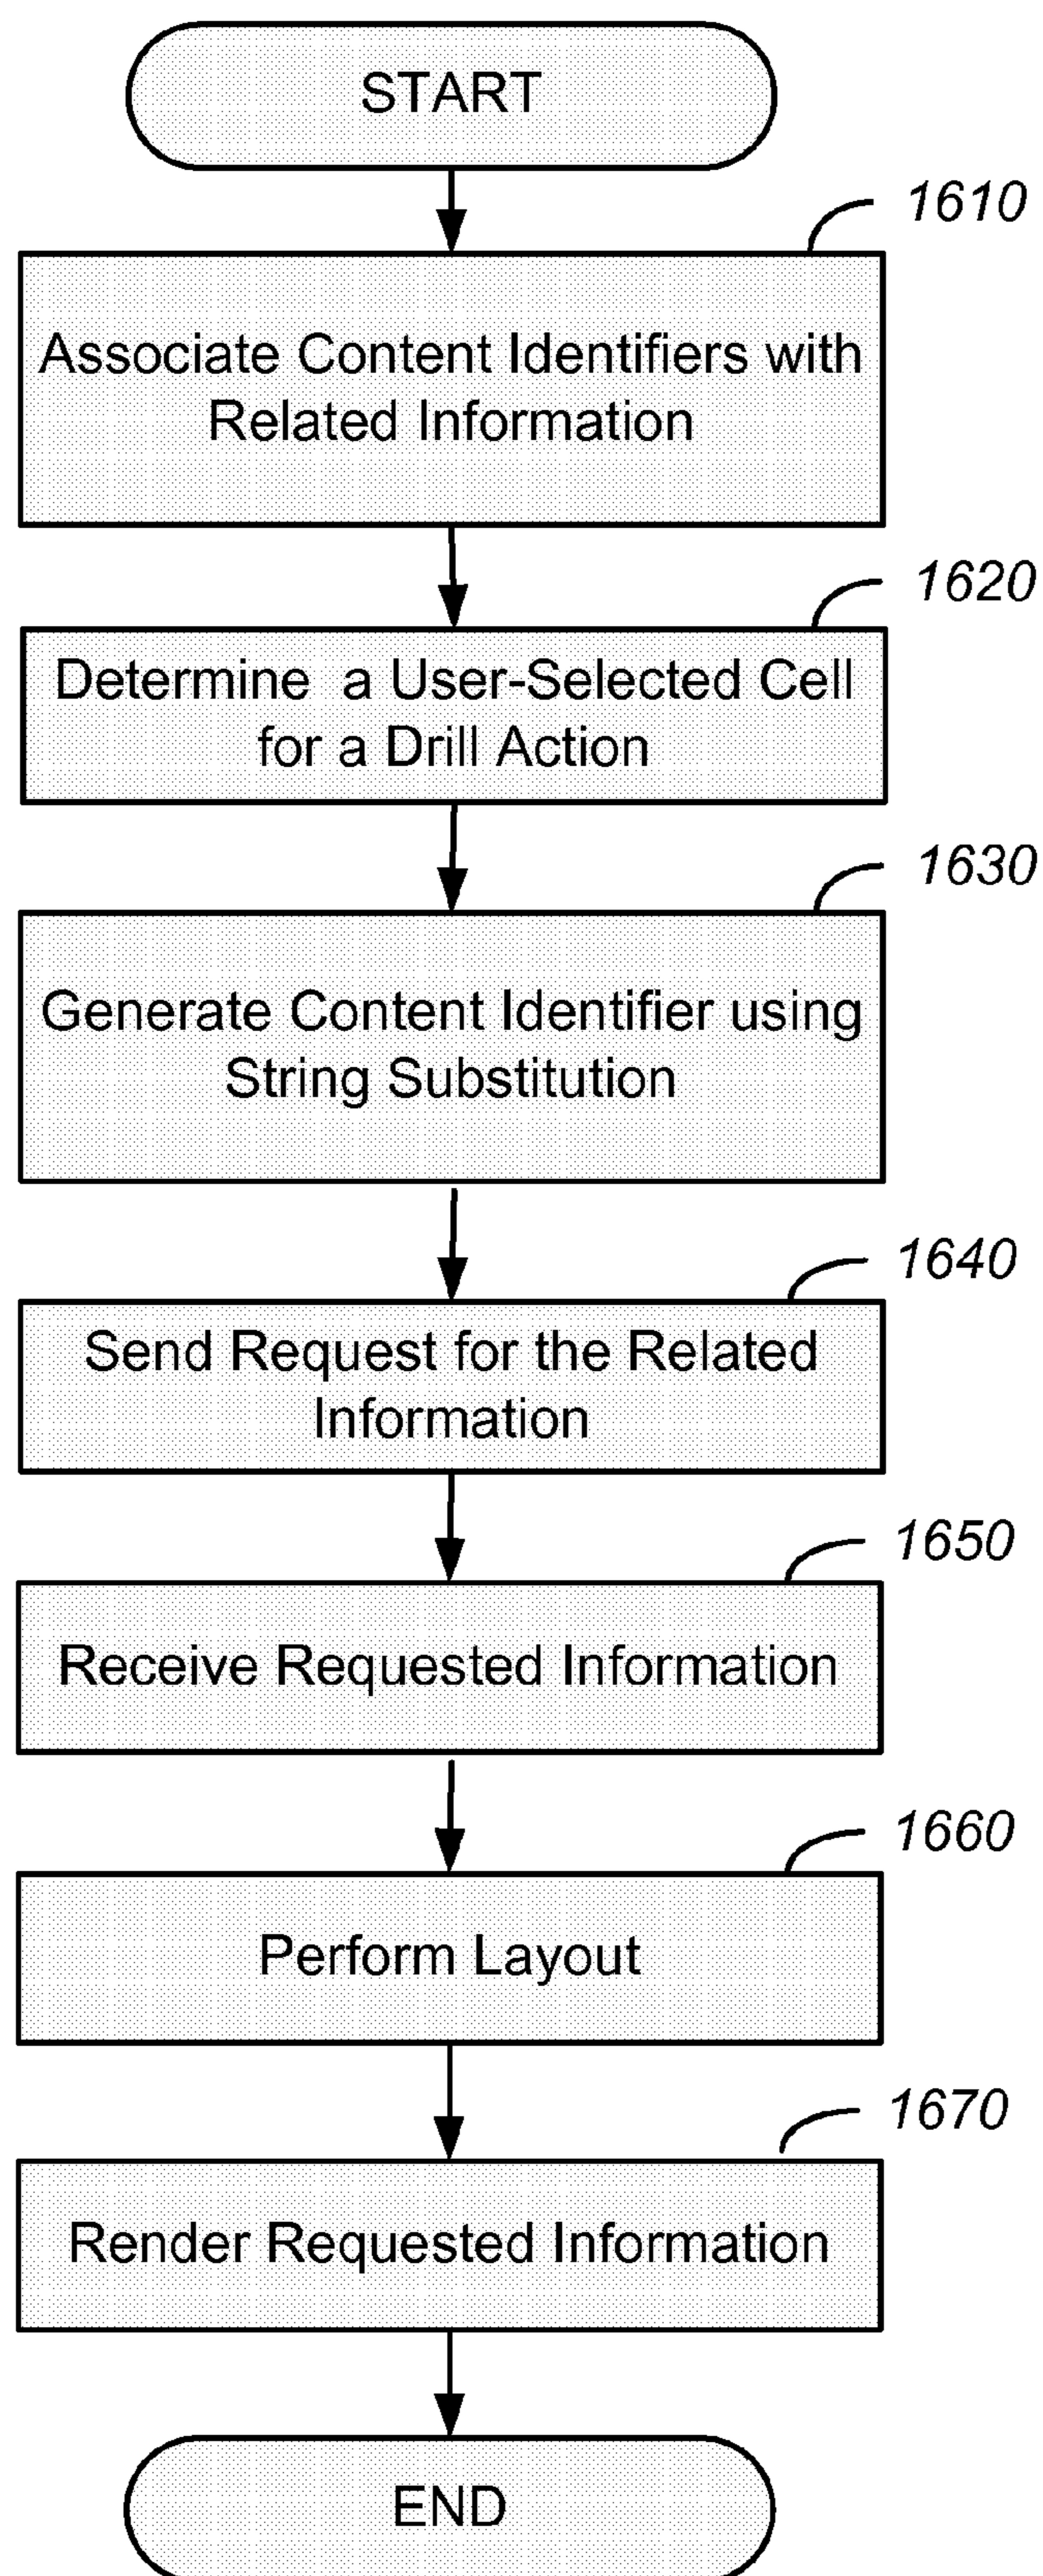 START
1610
Associate Content Identifiers with
Related Information
1620
Determine a User-Selected Cell
for a Drill Action
1630
Generate Content Identifier using
String Substitution
1640
Send Request for the Related
Information
1650
Receive Requested Information
1660
Perform Layout
1670
Render Requested Information
END